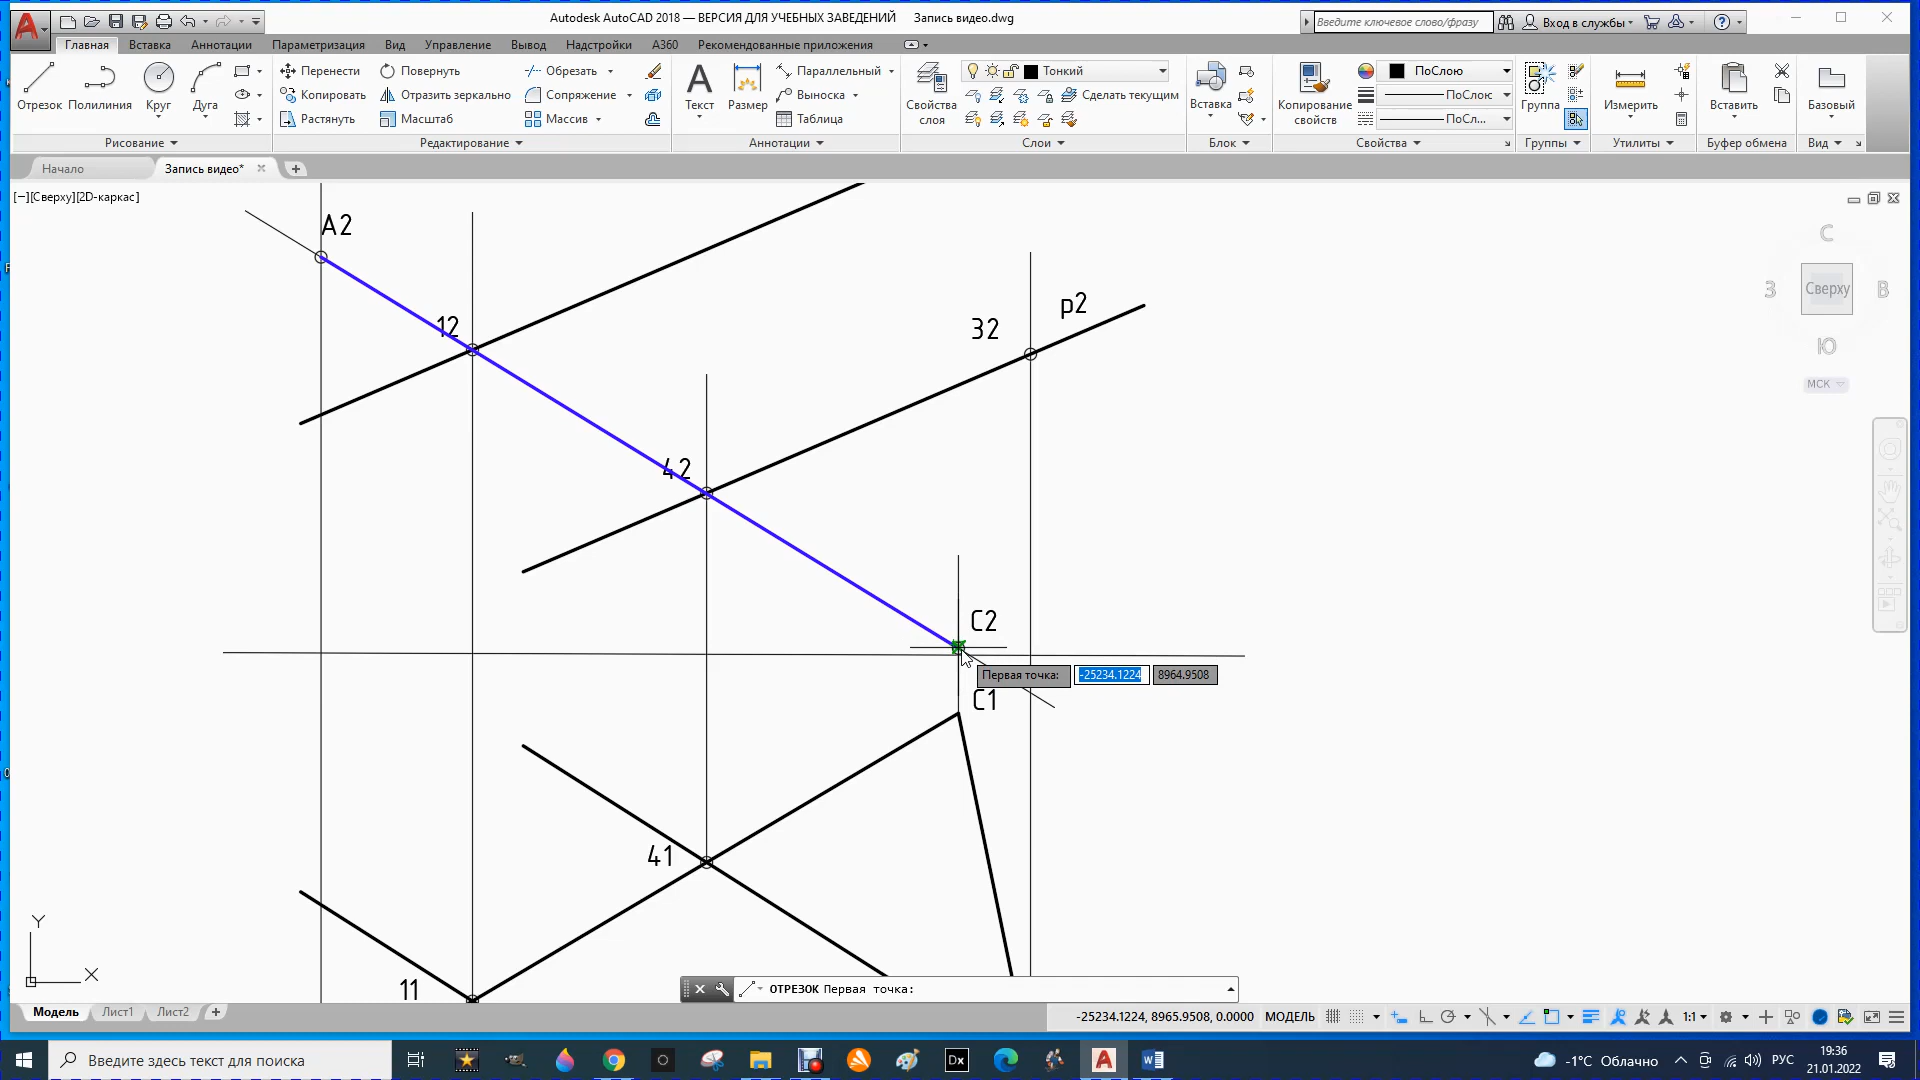 Autodesk AutoCAD 2018 — ВЕРСИЯ ДЛЯ УЧЕБНЫХ ЗАВЕДЕНИЙ Запись видео.dwg
Введите ключевое слово/фразу
Вход в службы
Главная Вставка Аннотации Параметризация Вид Управление Вывод Надстройки A360 Рекомендованные приложения
Отрезок Полилиния Круг Дуга
Перенести Повернуть Обрезать
Копировать Отразить зеркально Сопряжение
Растянуть Масштаб Массив
Текст Размер
Параллельный
Выноска
Таблица
Свойства слоя
Тонкий
Сделать текущим
Вставка
Копирование свойств
ПоСлою
ПоСлою
ПоСл...
Группа
Измерить
Вставить
Базовый
Рисование Редактирование Аннотации Слои Блок Свойства Группы Утилиты Буфер обмена Вид
Начало Запись видео*
[−][Сверху][2D-каркас]
С
З Сверху В
Ю
МСК
A2
12
p2
32
42
C2
Первая точка: -25234.1224 8964.9508
C1
41
11
Y
X
ОТРЕЗОК Первая точка:
Модель Лист1 Лист2
-25234.1224, 8965.9508, 0.0000 МОДЕЛЬ 1:1
Введите здесь текст для поиска
Dx
-1°C Облачно
РУС
19:36
21.01.2022